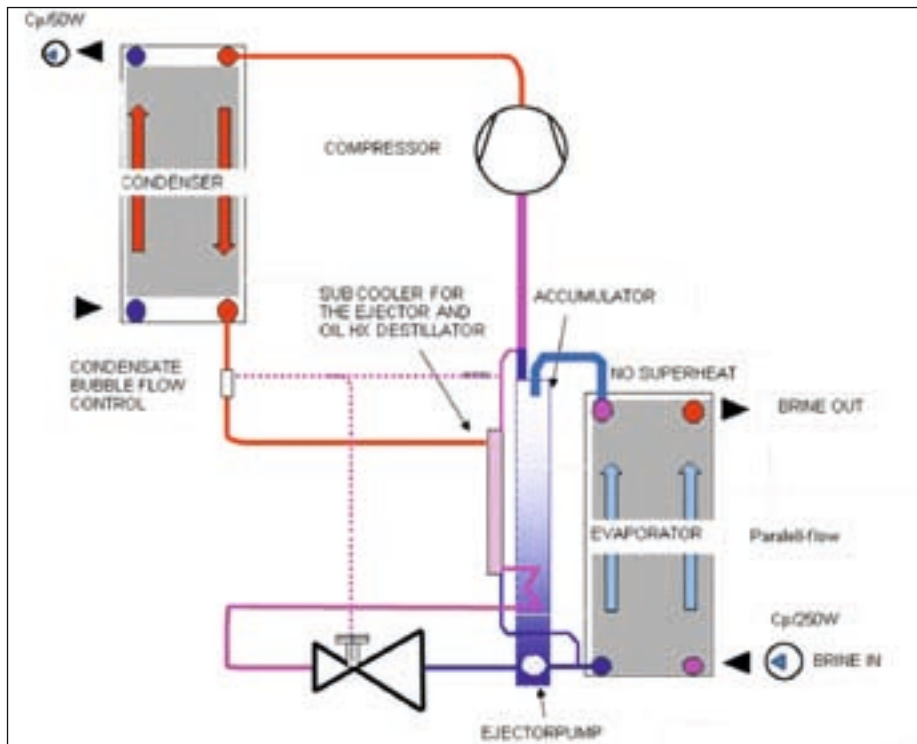 Cp/60W
COMPRESSOR
CONDENSER
SUB COOLER FOR
THE EJECTOR AND
OIL HX DESTILLATOR
ACCUMULATOR
CONDENSATE
BUBBLE FLOW
CONTROL
NO SUPERHEAT
BRINE OUT
EVAPORATOR
Paralell-flow
Cp/250W
BRINE IN
EJECTORPUMP